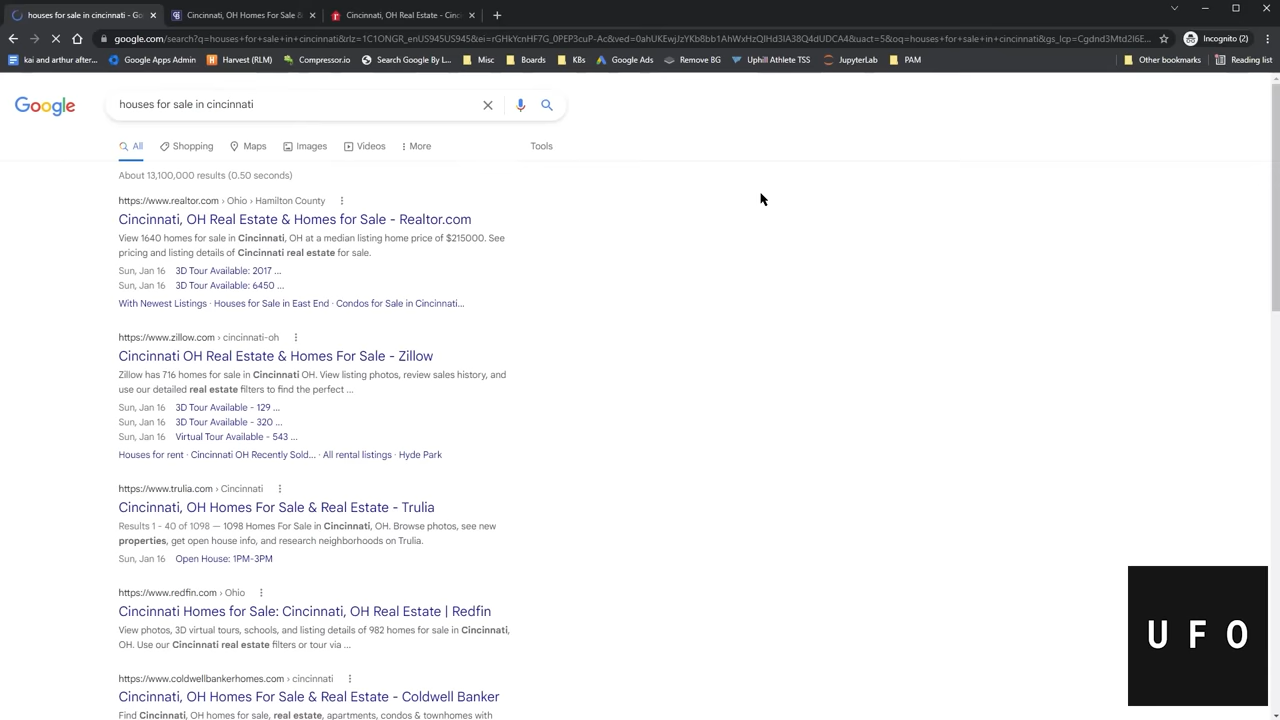 houses for sale in cincinnati - Go
Cincinnati, OH Real Estate &
Cincinnati, OH Real Estate - Cinc
google.com/search?q=houses+for+sale+in+cincinnati&rlz=1C1ONGR_enUS945US945&ei=rGHkYcnHF7G_0PEP3cuP-Ac&ved=0ahUKEwjJzYKb8bb1AhWxHzQIHd3lA38Q4dUDCA4&uact=5&oq=houses+for+sale+in+cincinnati&gs_lcp=Cgdnd3Mtd2l6E...
Incognito (2)
kai and arthur after...
Google Apps Admin
Harvest (RLM)
Compressor.io
Search Google By L...
Misc
Boards
KBs
Google Ads
Remove BG
Uphill Athlete TSS
JupyterLab
PAM
Other bookmarks
Reading list
Google
houses for sale in cincinnati
All
Shopping
Maps
Images
Videos
More
Tools
About 13,100,000 results (0.50 seconds)
https://www.realtor.com › Ohio › Hamilton County
Cincinnati, OH Real Estate & Homes for Sale - Realtor.com
View 1640 homes for sale in Cincinnati, OH at a median listing home price of $215000. See
pricing and listing details of Cincinnati real estate for sale.
Sun, Jan 16 3D Tour Available: 2017 ...
Sun, Jan 16 3D Tour Available: 6450 ...
With Newest Listings · Houses for Sale in East End · Condos for Sale in Cincinnati...
https://www.zillow.com › cincinnati-oh
Cincinnati OH Real Estate & Homes For Sale - Zillow
Zillow has 716 homes for sale in Cincinnati OH. View listing photos, review sales history, and
use our detailed real estate filters to find the perfect ...
Sun, Jan 16 3D Tour Available - 129 ...
Sun, Jan 16 3D Tour Available - 320 ...
Sun, Jan 16 Virtual Tour Available - 543 ...
Houses for rent · Cincinnati OH Recently Sold... · All rental listings · Hyde Park
https://www.trulia.com › Cincinnati
Cincinnati, OH Homes For Sale & Real Estate - Trulia
Results 1 - 40 of 1098 — 1098 Homes For Sale in Cincinnati, OH. Browse photos, see new
properties, get open house info, and research neighborhoods on Trulia.
Sun, Jan 16 Open House: 1PM-3PM
https://www.redfin.com › Ohio
Cincinnati Homes for Sale: Cincinnati, OH Real Estate | Redfin
View photos, 3D virtual tours, schools, and listing details of 982 homes for sale in Cincinnati,
OH. Use our Cincinnati real estate filters or tour via ...
https://www.coldwellbankerhomes.com › cincinnati
Cincinnati, OH Homes For Sale & Real Estate - Coldwell Banker
Find Cincinnati, OH homes for sale, real estate, apartments, condos & townhomes with
U F O